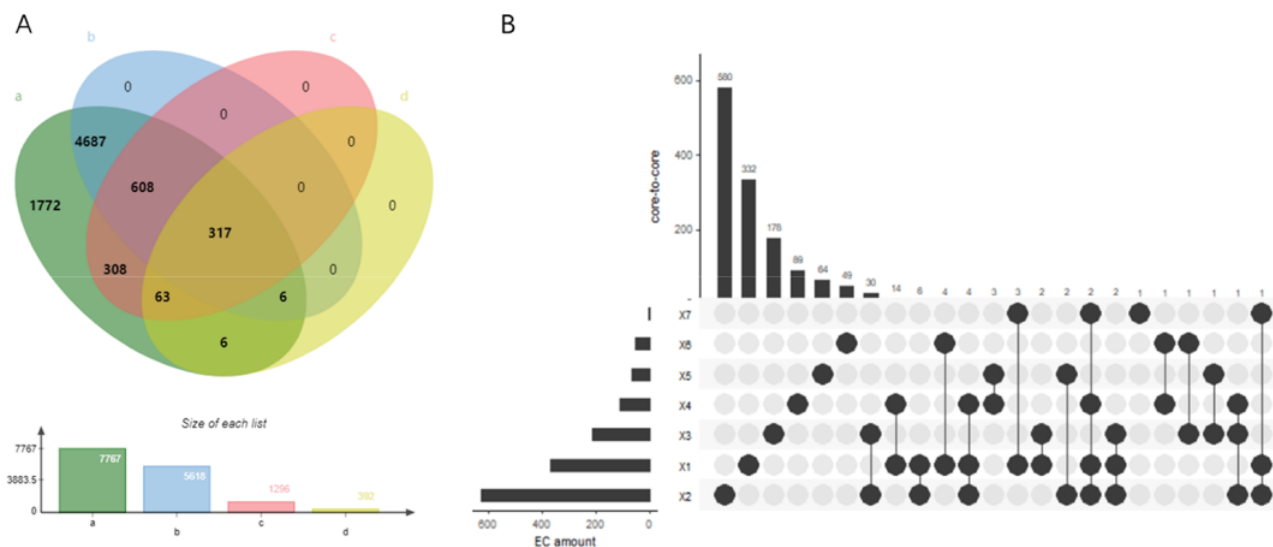 A
B
b
c
a
d
0
0
0
0
4687
608
0
1772
0
317
308
0
63
6
6
Size of each list
7767
3883.5
0
7767
5618
1296
392
a
b
c
d
core-to-core
600
400
200
-
580
332
178
89
64
49
30
14
6
4
4
3
3
2
2
2
2
1
1
1
1
1
1
X7
X6
X5
X4
X3
X1
X2
600
400
200
0
EC amount